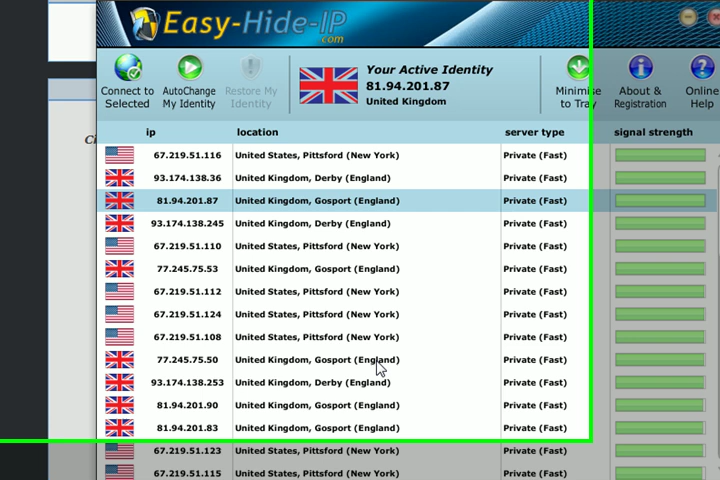 Easy-Hide-IP
.com
Connect to Selected
AutoChange My Identity
Restore My Identity
Your Active Identity
81.94.201.87
United Kingdom
Minimise to Tray
About & Registration
Online Help
ip location server type signal strength
67.219.51.116 United States, Pittsford (New York) Private (Fast)
93.174.138.36 United Kingdom, Derby (England) Private (Fast)
81.94.201.87 United Kingdom, Gosport (England) Private (Fast)
93.174.138.245 United Kingdom, Derby (England) Private (Fast)
67.219.51.110 United States, Pittsford (New York) Private (Fast)
77.245.75.53 United Kingdom, Gosport (England) Private (Fast)
67.219.51.112 United States, Pittsford (New York) Private (Fast)
67.219.51.124 United States, Pittsford (New York) Private (Fast)
67.219.51.108 United States, Pittsford (New York) Private (Fast)
77.245.75.50 United Kingdom, Gosport (England) Private (Fast)
93.174.138.253 United Kingdom, Derby (England) Private (Fast)
81.94.201.90 United Kingdom, Gosport (England) Private (Fast)
81.94.201.83 United Kingdom, Gosport (England) Private (Fast)
67.219.51.123 United States, Pittsford (New York) Private (Fast)
67.219.51.115 United States, Pittsford (New York) Private (Fast)